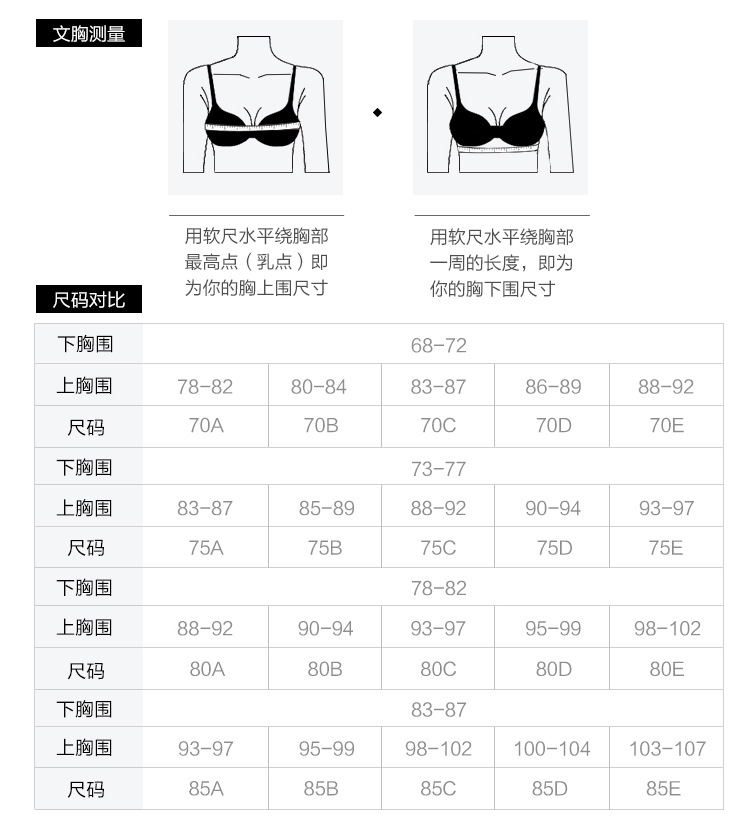 文胸测量
用软尺水平绕胸部
最高点（乳点）即
为你的胸上围尺寸
用软尺水平绕胸部
一周的长度，即为
你的胸下围尺寸
尺码对比
下胸围 68-72
上胸围 78-82 80-84 83-87 86-89 88-92
尺码 70A 70B 70C 70D 70E
下胸围 73-77
上胸围 83-87 85-89 88-92 90-94 93-97
尺码 75A 75B 75C 75D 75E
下胸围 78-82
上胸围 88-92 90-94 93-97 95-99 98-102
尺码 80A 80B 80C 80D 80E
下胸围 83-87
上胸围 93-97 95-99 98-102 100-104 103-107
尺码 85A 85B 85C 85D 85E